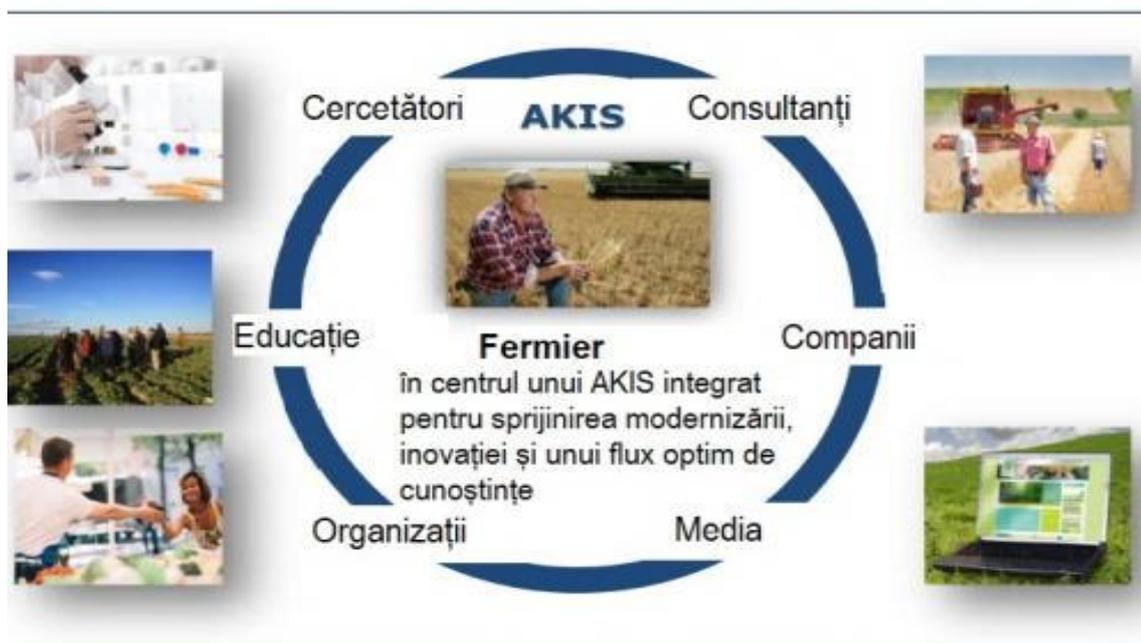 Cercetători
AKIS
Consultanți
Educație
Fermier
Companii
în centrul unui AKIS integrat
pentru sprijinirea modernizării,
inovației și unui flux optim de
cunoștințe
Organizații
Media